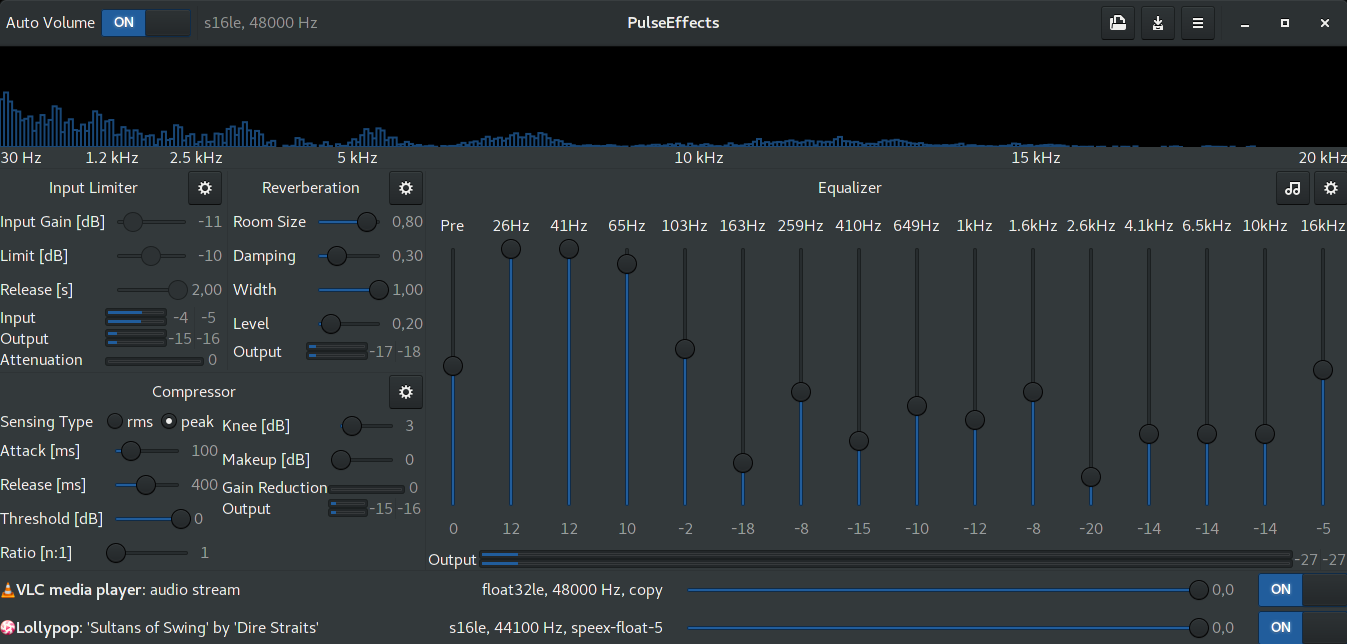 Auto Volume ON s16le, 48000 Hz PulseEffects
30 Hz 1.2 kHz 2.5 kHz 5 kHz 10 kHz 15 kHz 20 kHz
Input Limiter
Input Gain [dB] -11
Limit [dB] -10
Release [s] 2,00
Input -4 -5
Output -15 -16
Attenuation 0
Reverberation
Room Size 0,80
Damping 0,30
Width 1,00
Level 0,20
Output -17 -18
Compressor
Sensing Type rms peak
Attack [ms] 100
Release [ms] 400
Threshold [dB] 0
Ratio [n:1] 1
Knee [dB] 3
Makeup [dB] 0
Gain Reduction 0
Output -15 -16
Equalizer
Pre 26Hz 41Hz 65Hz 103Hz 163Hz 259Hz 410Hz 649Hz 1kHz 1.6kHz 2.6kHz 4.1kHz 6.5kHz 10kHz 16kHz
0 12 12 10 -2 -18 -8 -15 -10 -12 -8 -20 -14 -14 -14 -5
Output -27 -27
VLC media player: audio stream float32le, 48000 Hz, copy 0,0 ON
Lollypop: 'Sultans of Swing' by 'Dire Straits' s16le, 44100 Hz, speex-float-5 0,0 ON